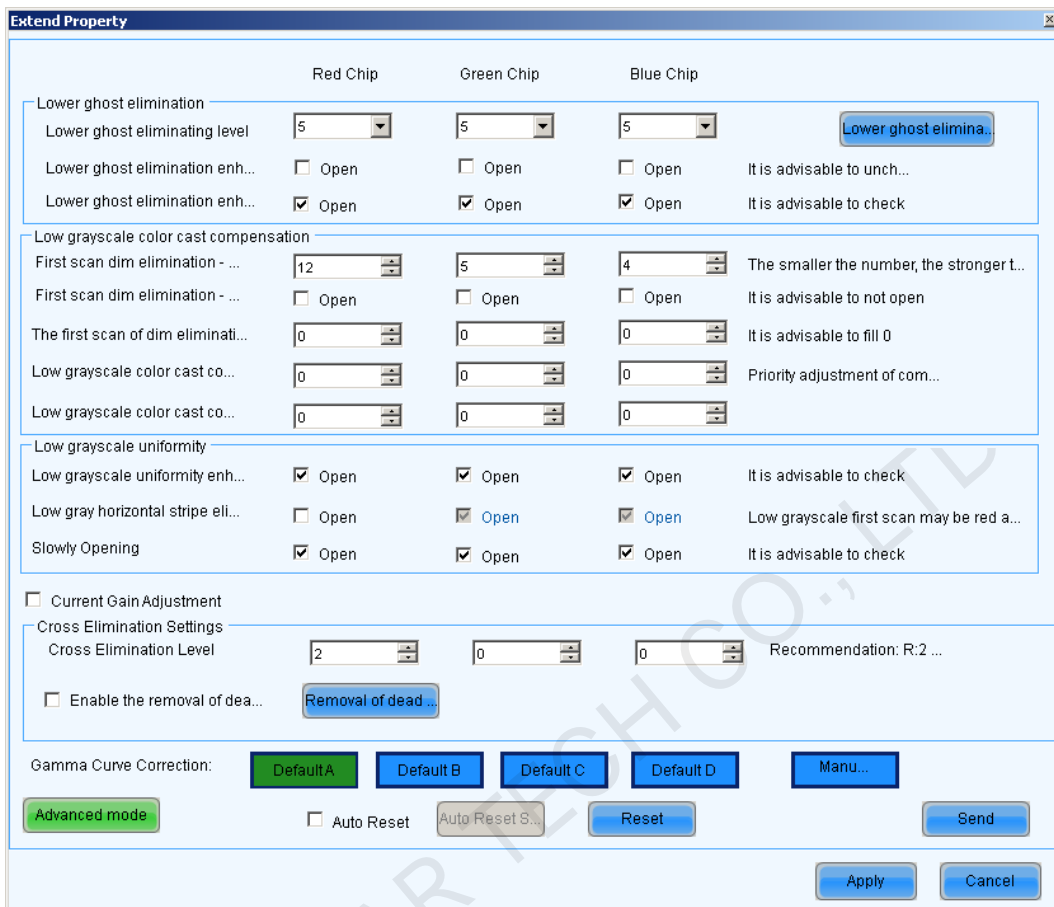 Extend Property
Red Chip Green Chip Blue Chip
Lower ghost elimination
Lower ghost eliminating level 5 5 5 Lower ghost elimina...
Lower ghost elimination enh... Open Open Open It is advisable to unch...
Lower ghost elimination enh... Open Open Open It is advisable to check
Low grayscale color cast compensation
First scan dim elimination - ... 12 5 4 The smaller the number, the stronger t...
First scan dim elimination - ... Open Open Open It is advisable to not open
The first scan of dim eliminati... 0 0 0 It is advisable to fill 0
Low grayscale color cast co... 0 0 0 Priority adjustment of com...
Low grayscale color cast co... 0 0 0
Low grayscale uniformity
Low grayscale uniformity enh... Open Open Open It is advisable to check
Low gray horizontal stripe eli... Open Open Open Low grayscale first scan may be red a...
Slowly Opening Open Open Open It is advisable to check
Current Gain Adjustment
Cross Elimination Settings
Cross Elimination Level 2 0 0 Recommendation: R:2 ...
Enable the removal of dea... Removal of dead ...
Gamma Curve Correction: Default A Default B Default C Default D Manu...
Advanced mode Auto Reset Auto Reset S... Reset Send
Apply Cancel
AR TECH CO., LTD